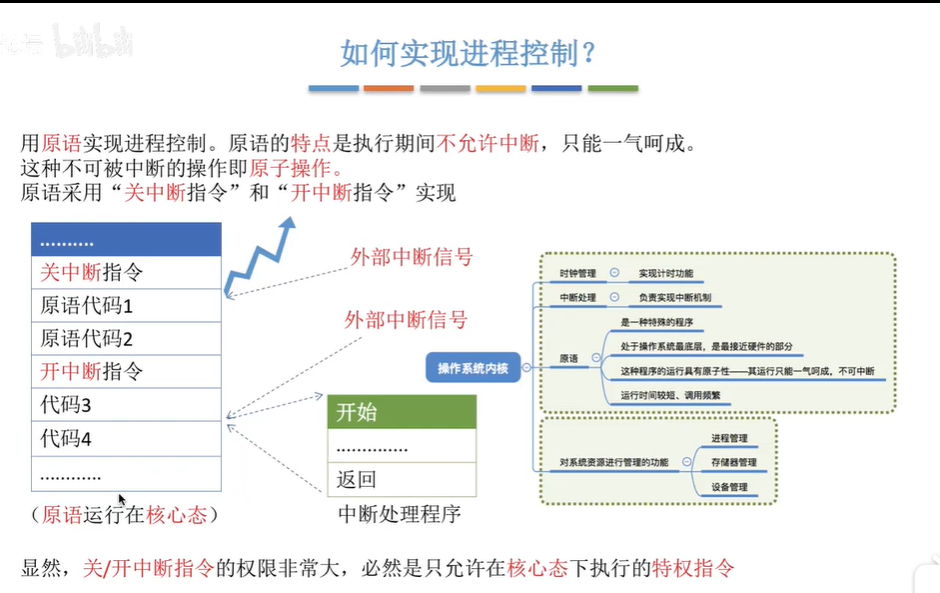 bilibili
如何实现进程控制？
用原语实现进程控制。原语的特点是执行期间不允许中断，只能一气呵成。
这种不可被中断的操作即原子操作。
原语采用“关中断指令”和“开中断指令”实现
..........
关中断指令
原语代码1
原语代码2
开中断指令
代码3
代码4
............
（原语运行在核心态）
外部中断信号
外部中断信号
开始
..............
返回
中断处理程序
操作系统内核
时钟管理
实现计时功能
中断处理
负责实现中断机制
原语
是一种特殊的程序
处于操作系统最底层，是最接近硬件的部分
这种程序的运行具有原子性——其运行只能一气呵成，不可中断
运行时间较短、调用频繁
对系统资源进行管理的功能
进程管理
存储器管理
设备管理
显然，关/开中断指令的权限非常大，必然是只允许在核心态下执行的特权指令